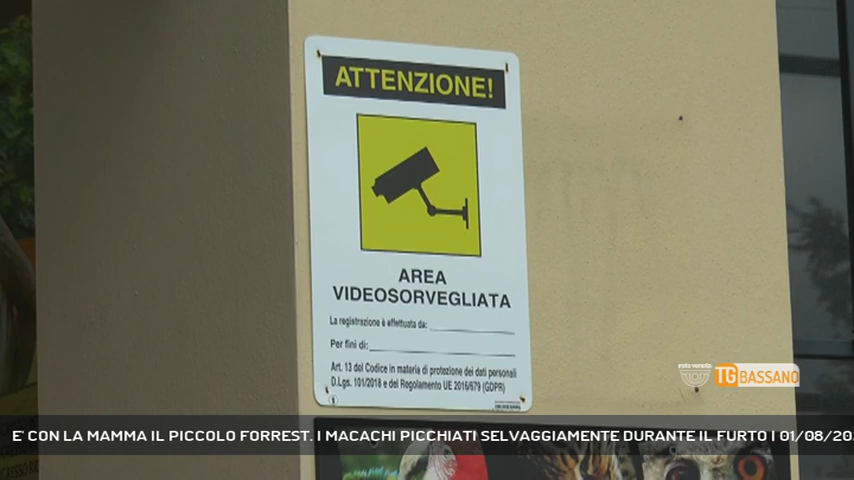 ATTENZIONE!
AREA
VIDEOSORVEGLIATA
La registrazione è effettuata da:
Per fini di:
Art. 13 del Codice in materia di protezione dei dati personali
D.Lgs. 101/2018 e del Regolamento UE 2016/679 (GDPR)
rete veneta
TG BASSANO
E' CON LA MAMMA IL PICCOLO FORREST. I MACACHI PICCHIATI SELVAGGIAMENTE DURANTE IL FURTO | 01/08/20